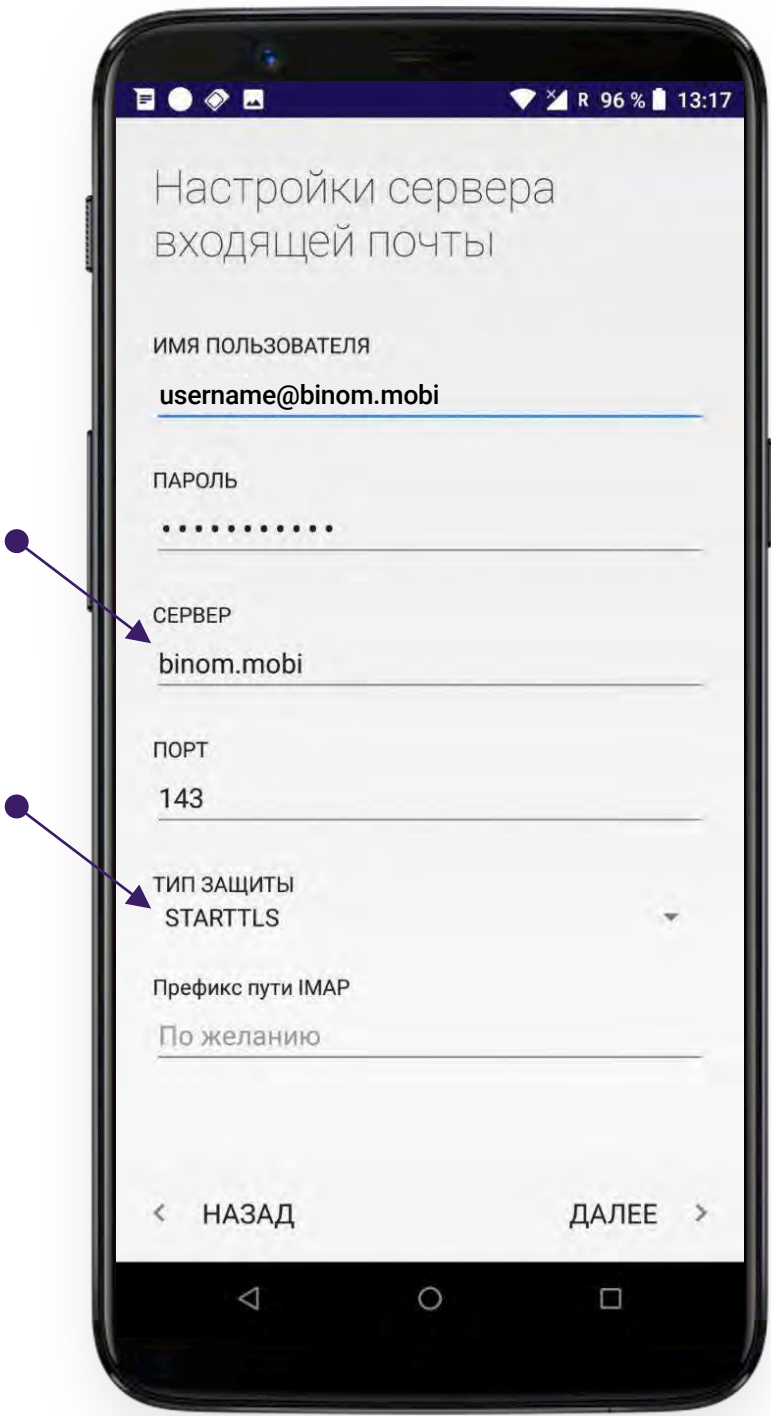 R 96 % 13:17
Настройки сервера
входящей почты
ИМЯ ПОЛЬЗОВАТЕЛЯ
username@binom.mobi
ПАРОЛЬ
•••••••••••
СЕРВЕР
binom.mobi
ПОРТ
143
ТИП ЗАЩИТЫ
STARTTLS
Префикс пути IMAP
По желанию
НАЗАД ДАЛЕЕ